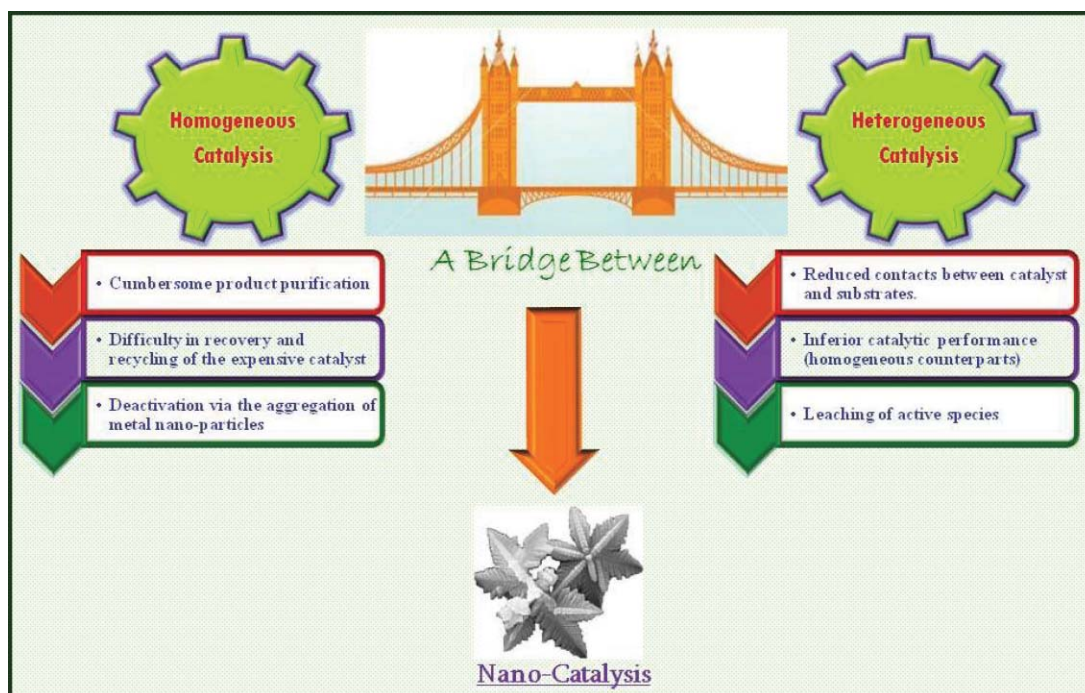 Homogeneous
Catalysis
Heterogeneous
Catalysis
A Bridge Between
• Cumbersome product purification
• Difficulty in recovery and
recycling of the expensive catalyst
• Deactivation via the aggregation of
metal nano-particles
• Reduced contacts between catalyst
and substrates.
• Inferior catalytic performance
(homogeneous counterparts)
• Leaching of active species
Nano-Catalysis